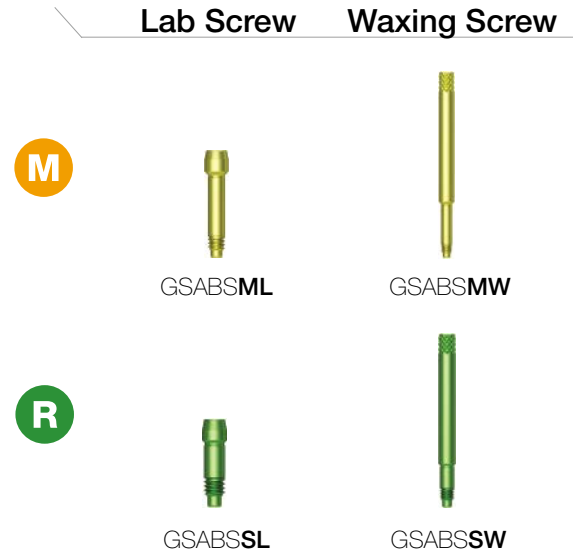 Lab Screw Waxing Screw
M
GSABSML GSABSMW
R
GSABSSL GSABSSW